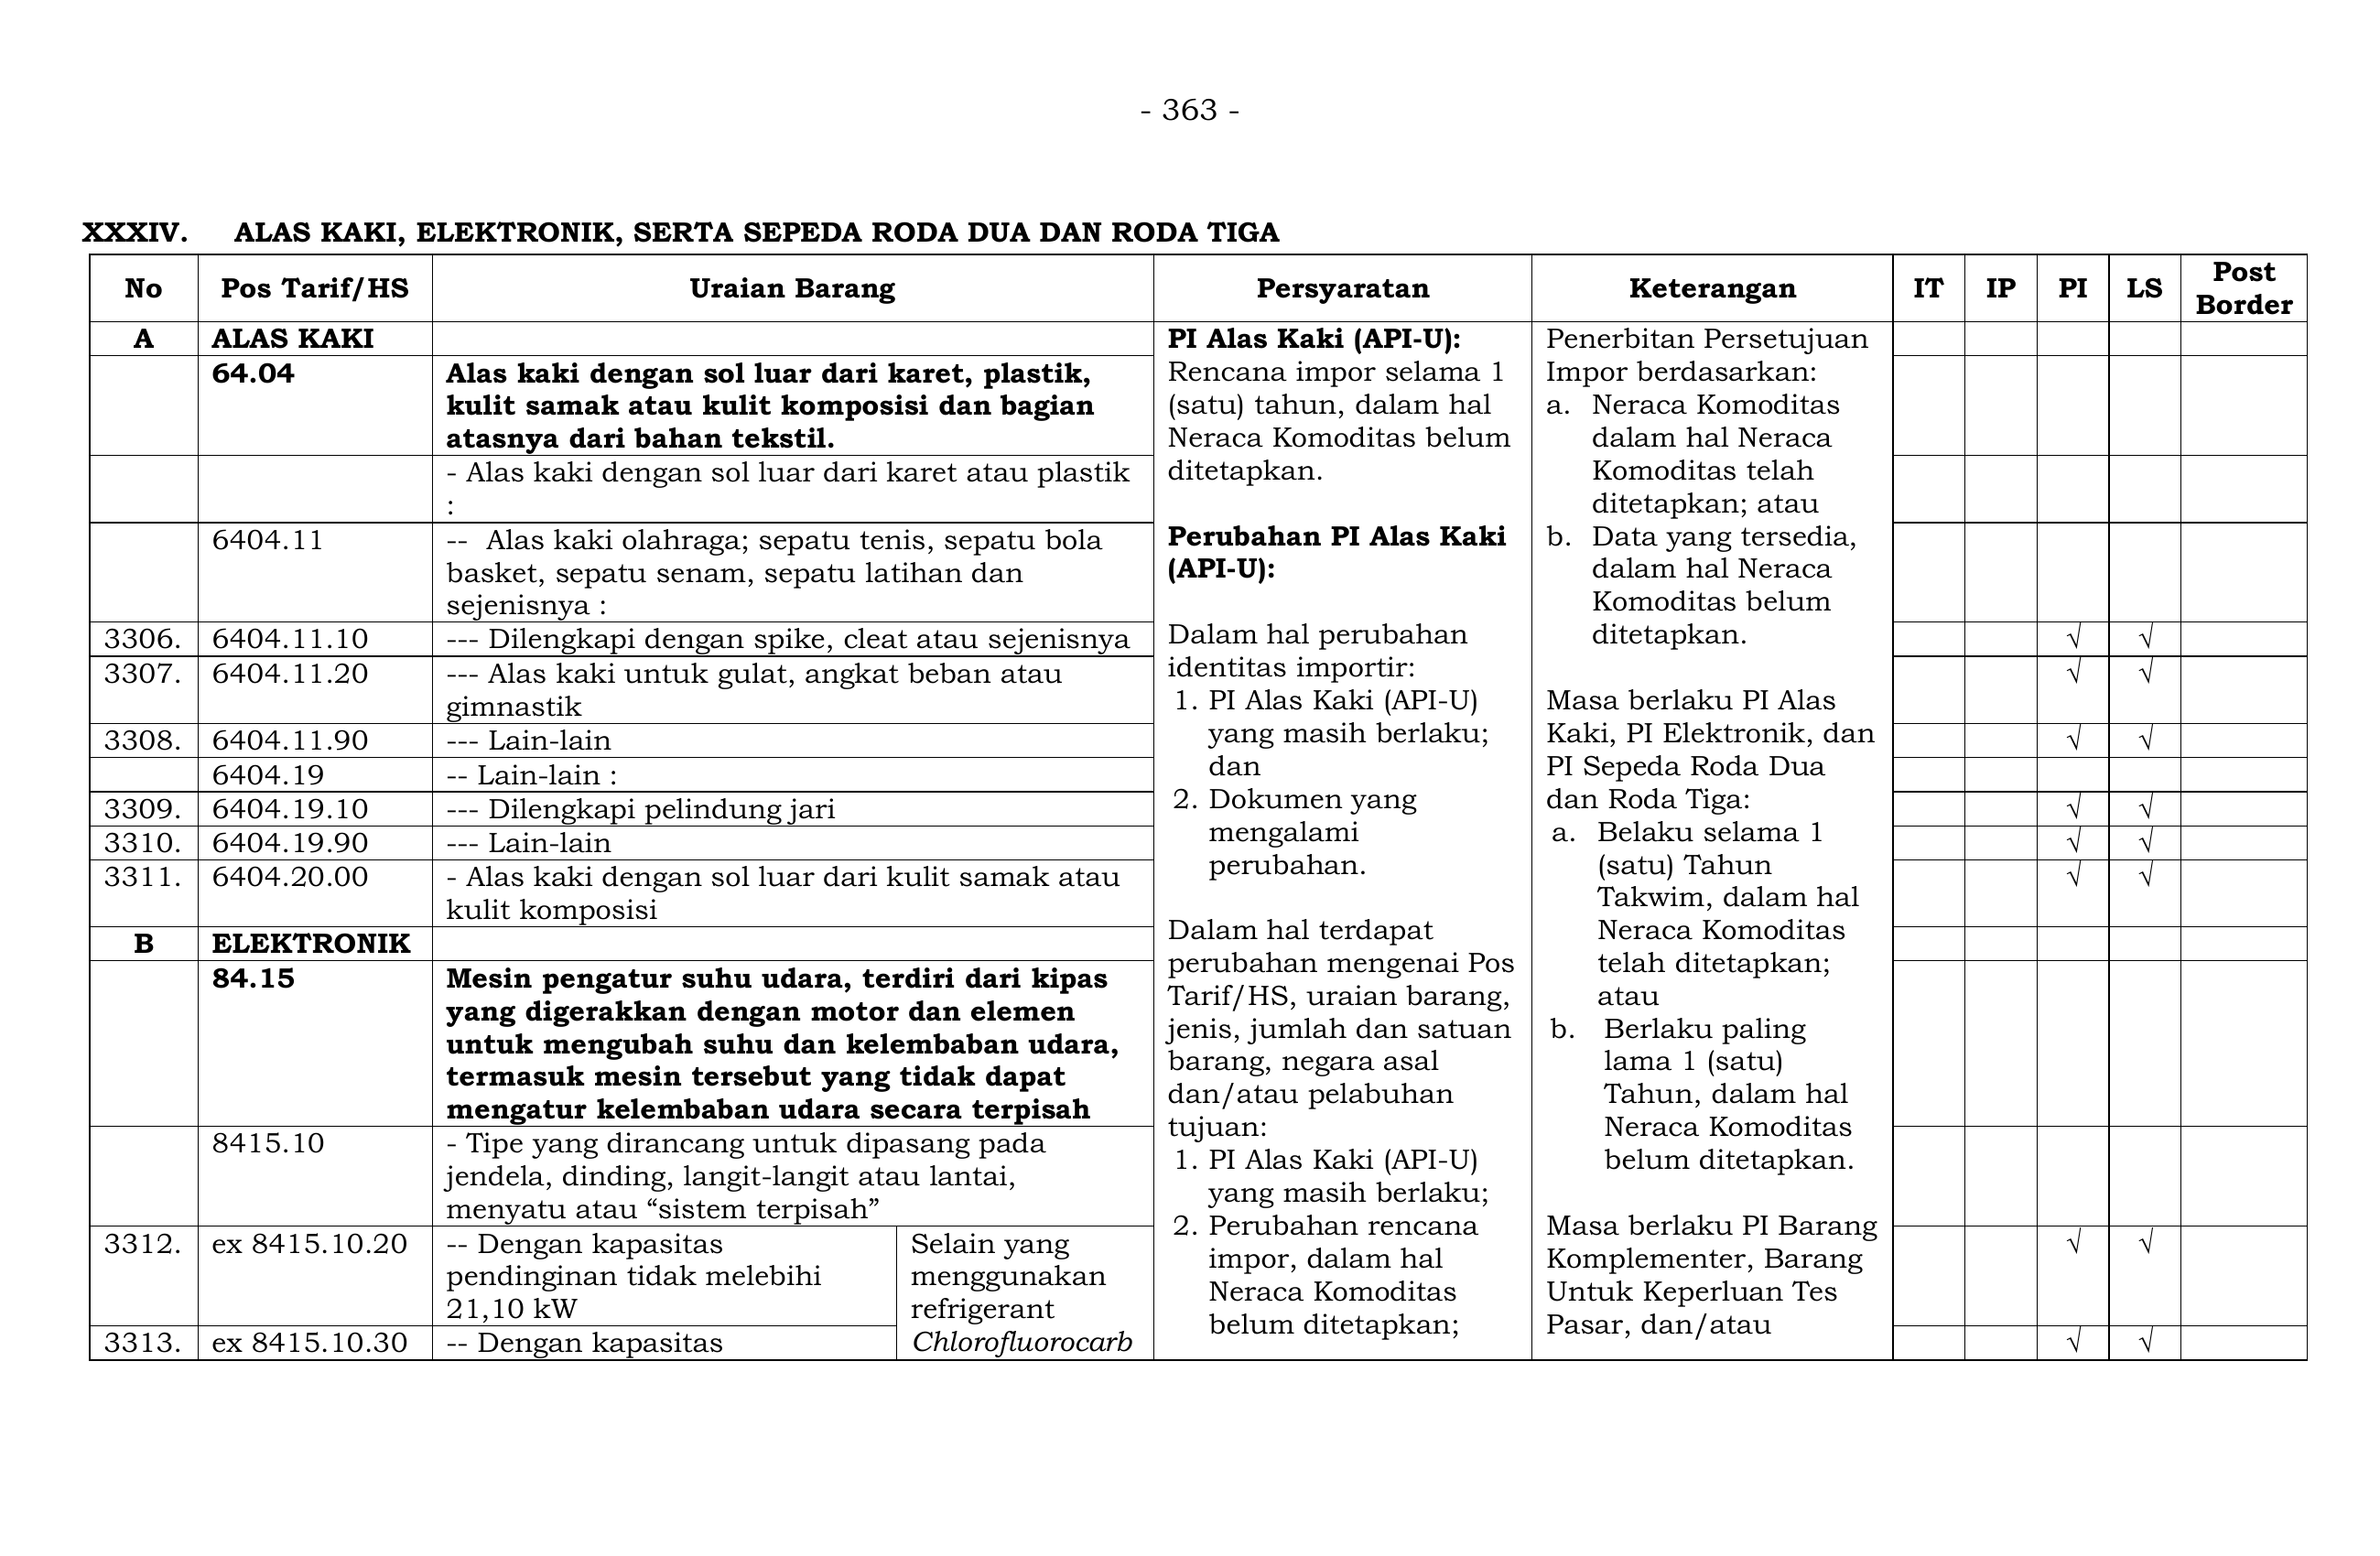 - 363 -
XXXIV. ALAS KAKI, ELEKTRONIK, SERTA SEPEDA RODA DUA DAN RODA TIGA
No Pos Tarif/HS Uraian Barang Persyaratan Keterangan IT IP PI LS Post Border
A ALAS KAKI
64.04 Alas kaki dengan sol luar dari karet, plastik,
kulit samak atau kulit komposisi dan bagian
atasnya dari bahan tekstil.
- Alas kaki dengan sol luar dari karet atau plastik
:
6404.11 -- Alas kaki olahraga; sepatu tenis, sepatu bola
basket, sepatu senam, sepatu latihan dan
sejenisnya :
3306. 6404.11.10 --- Dilengkapi dengan spike, cleat atau sejenisnya √ √
3307. 6404.11.20 --- Alas kaki untuk gulat, angkat beban atau √ √
gimnastik
3308. 6404.11.90 --- Lain-lain √ √
6404.19 -- Lain-lain :
3309. 6404.19.10 --- Dilengkapi pelindung jari √ √
3310. 6404.19.90 --- Lain-lain √ √
3311. 6404.20.00 - Alas kaki dengan sol luar dari kulit samak atau √ √
kulit komposisi
B ELEKTRONIK
84.15 Mesin pengatur suhu udara, terdiri dari kipas
yang digerakkan dengan motor dan elemen
untuk mengubah suhu dan kelembaban udara,
termasuk mesin tersebut yang tidak dapat
mengatur kelembaban udara secara terpisah
8415.10 - Tipe yang dirancang untuk dipasang pada
jendela, dinding, langit-langit atau lantai,
menyatu atau “sistem terpisah”
3312. ex 8415.10.20 -- Dengan kapasitas √ √
pendinginan tidak melebihi
21,10 kW
3313. ex 8415.10.30 -- Dengan kapasitas √ √
Selain yang
menggunakan
refrigerant
Chlorofluorocarb
PI Alas Kaki (API-U):
Rencana impor selama 1
(satu) tahun, dalam hal
Neraca Komoditas belum
ditetapkan.
Perubahan PI Alas Kaki
(API-U):
Dalam hal perubahan
identitas importir:
1. PI Alas Kaki (API-U)
yang masih berlaku;
dan
2. Dokumen yang
mengalami
perubahan.
Dalam hal terdapat
perubahan mengenai Pos
Tarif/HS, uraian barang,
jenis, jumlah dan satuan
barang, negara asal
dan/atau pelabuhan
tujuan:
1. PI Alas Kaki (API-U)
yang masih berlaku;
2. Perubahan rencana
impor, dalam hal
Neraca Komoditas
belum ditetapkan;
Penerbitan Persetujuan
Impor berdasarkan:
a. Neraca Komoditas
dalam hal Neraca
Komoditas telah
ditetapkan; atau
b. Data yang tersedia,
dalam hal Neraca
Komoditas belum
ditetapkan.
Masa berlaku PI Alas
Kaki, PI Elektronik, dan
PI Sepeda Roda Dua
dan Roda Tiga:
a. Belaku selama 1
(satu) Tahun
Takwim, dalam hal
Neraca Komoditas
telah ditetapkan;
atau
b. Berlaku paling
lama 1 (satu)
Tahun, dalam hal
Neraca Komoditas
belum ditetapkan.
Masa berlaku PI Barang
Komplementer, Barang
Untuk Keperluan Tes
Pasar, dan/atau